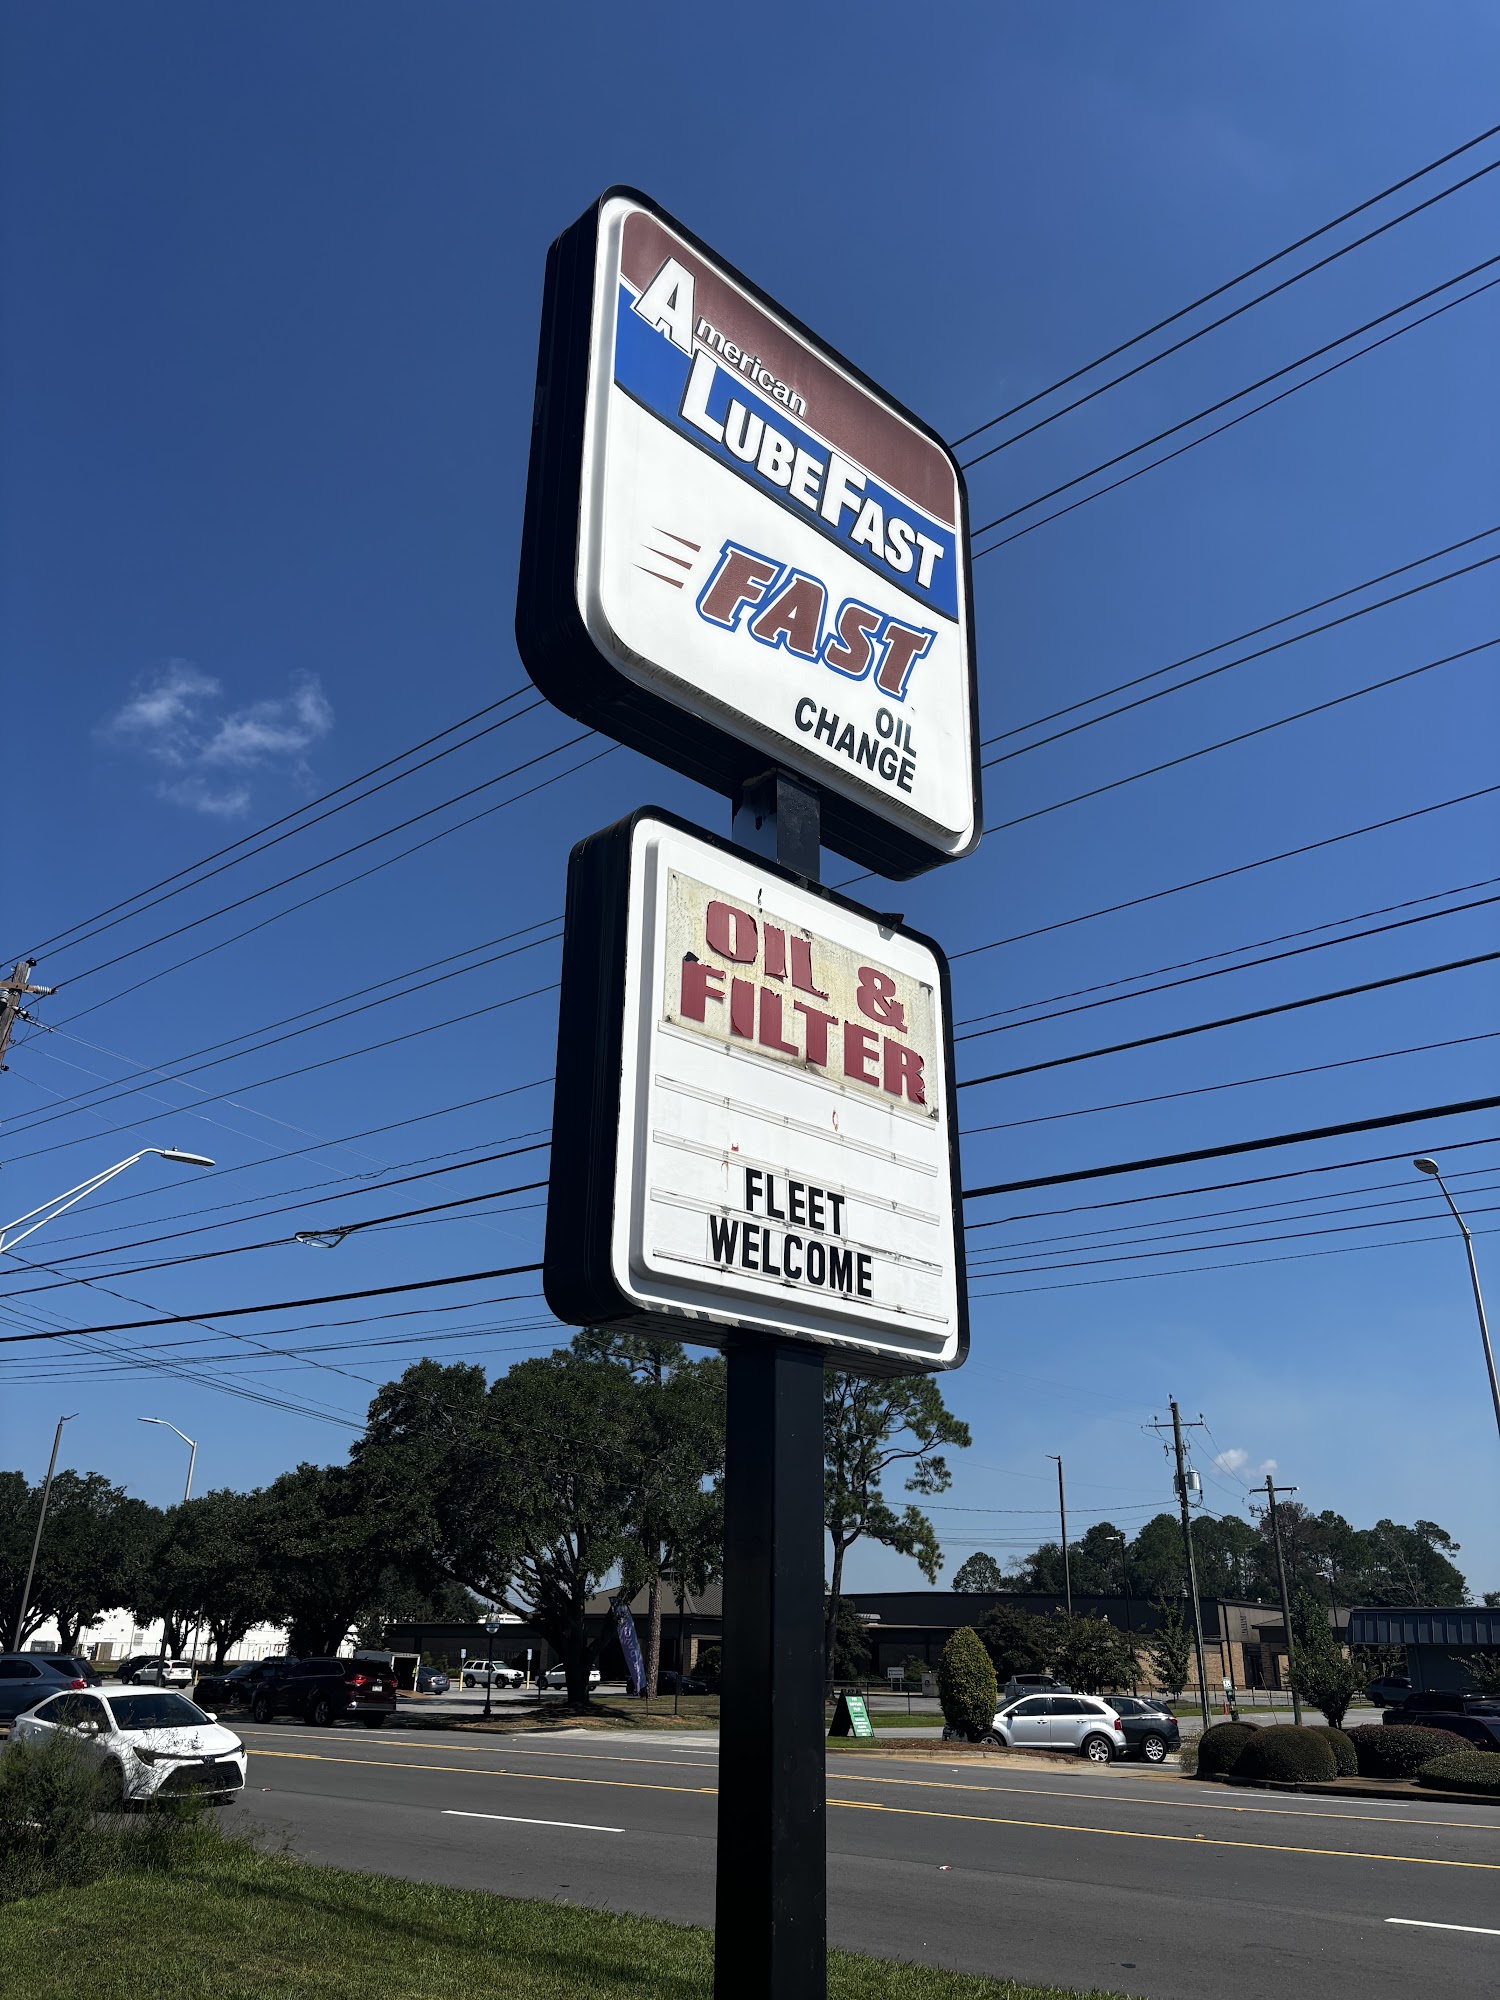 American
LUBEFAST
FAST
OIL
CHANGE
OIL &
FILTER
FLEET
WELCOME